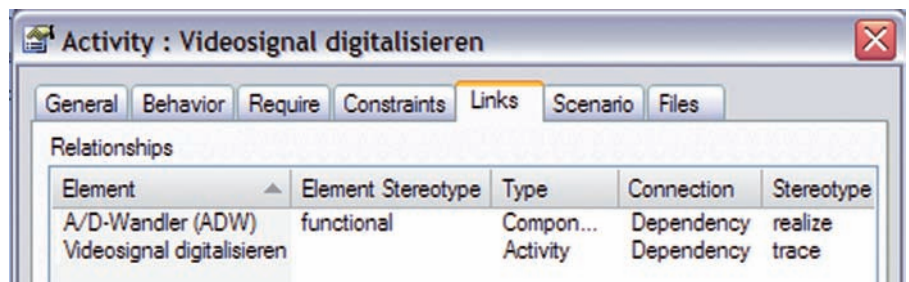 Activity : Videosignal digitalisieren
General Behavior Require Constraints Links Scenario Files
Relationships
Element Element Stereotype Type Connection Stereotype
A/D-Wandler (ADW) functional Compon... Dependency realize
Videosignal digitalisieren Activity Dependency trace